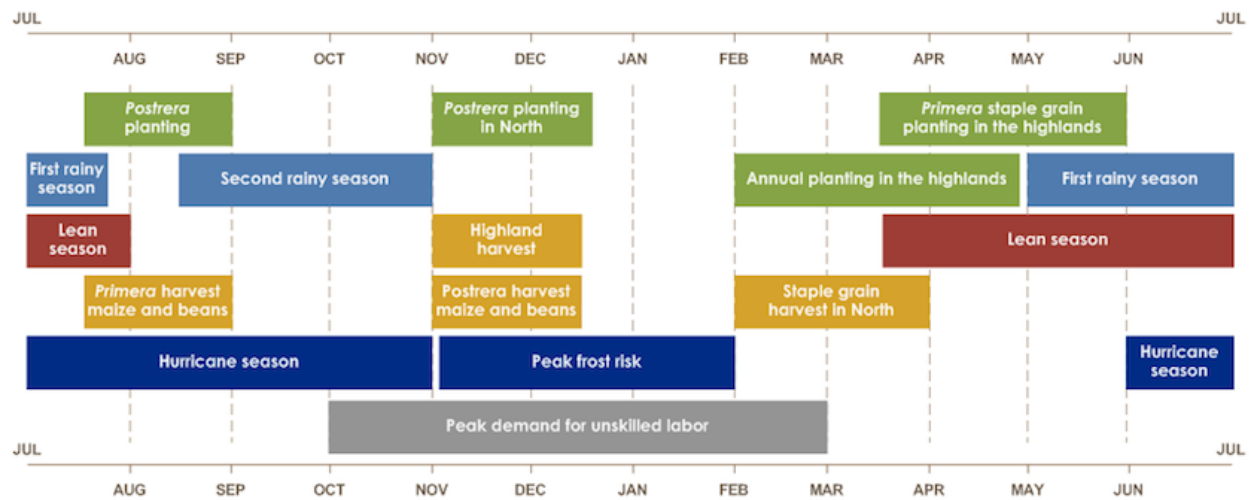 JUL JUL
AUG SEP OCT NOV DEC JAN FEB MAR APR MAY JUN
Postrera
planting
Postrera planting
in North
Primera staple grain
planting in the highlands
First rainy
season
Second rainy season
Annual planting in the highlands
First rainy season
Lean
season
Highland
harvest
Lean season
Primera harvest
maize and beans
Postrera harvest
maize and beans
Staple grain
harvest in North
Hurricane season
Peak frost risk
Hurricane
season
Peak demand for unskilled labor
JUL JUL
AUG SEP OCT NOV DEC JAN FEB MAR APR MAY JUN